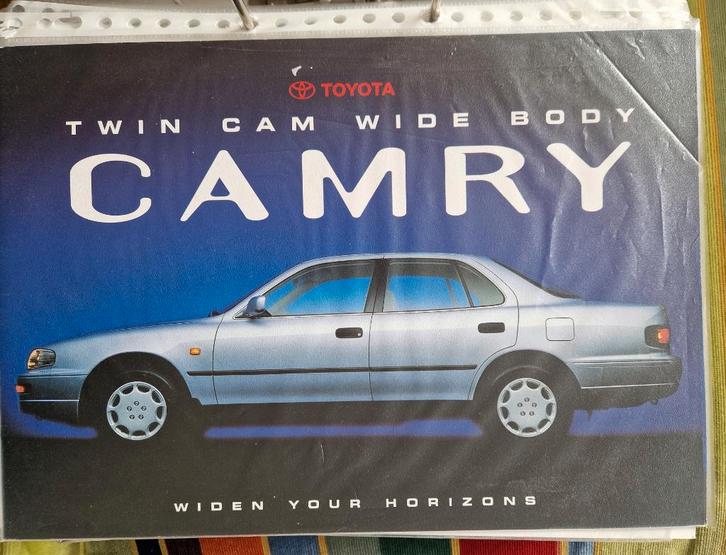 TOYOTA
TWIN CAM WIDE BODY
CAMRY
WIDEN YOUR HORIZONS